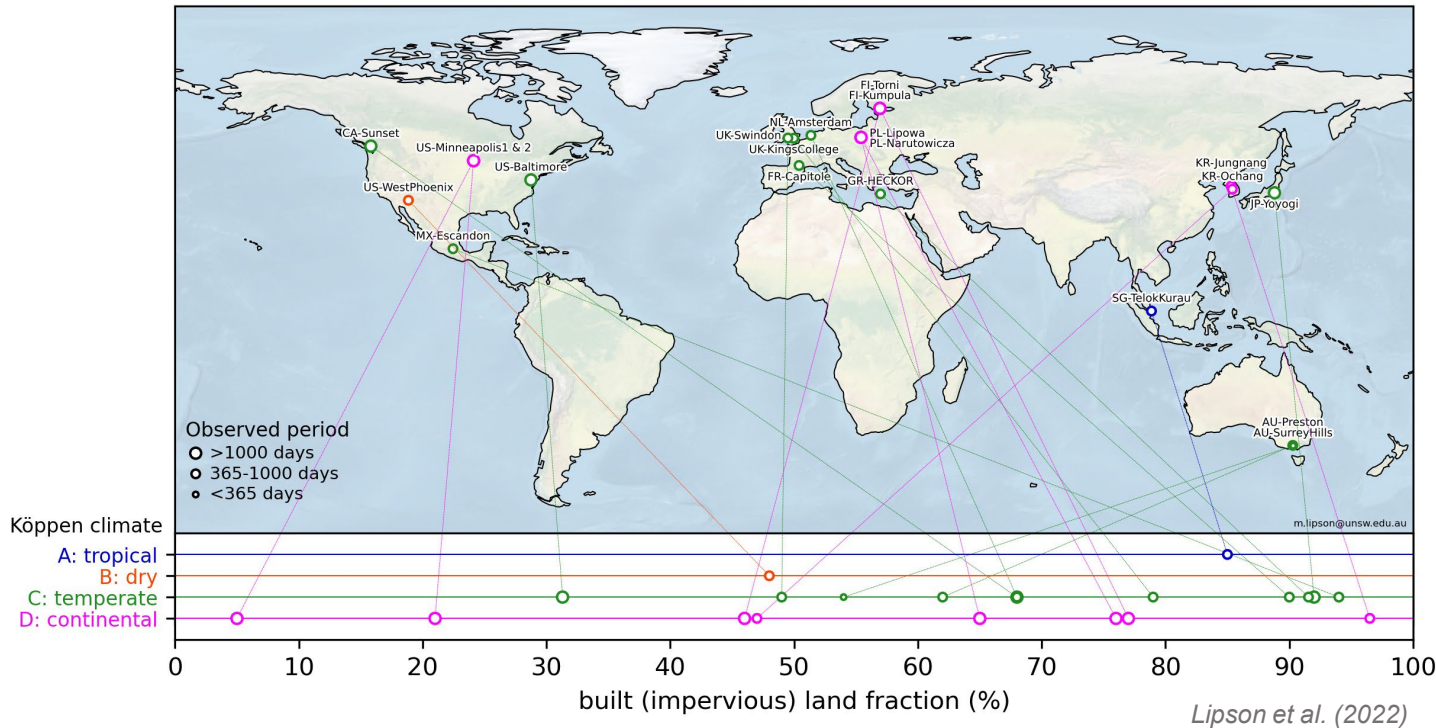 FI-Torni
FI-Kumpula
NL-Amsterdam
CA-Sunset
UK-Swindon
PL-Lipowa
US-Minneapolis1 & 2
PL-Narutowicza
UK-KingsCollege
US-Baltimore
KR-Jungnang
FR-Capitole
KR-Ochang
GR-HECKOR
US-WestPhoenix
JP-Yoyogi
MX-Escandon
SG-TelokKurau
AU-Preston
AU-SurreyHills
Observed period
>1000 days
365-1000 days
<365 days
m.lipson@unsw.edu.au
Köppen climate
A: tropical
B: dry
C: temperate
D: continental
0 10 20 30 40 50 60 70 80 90 100
built (impervious) land fraction (%)
Lipson et al. (2022)